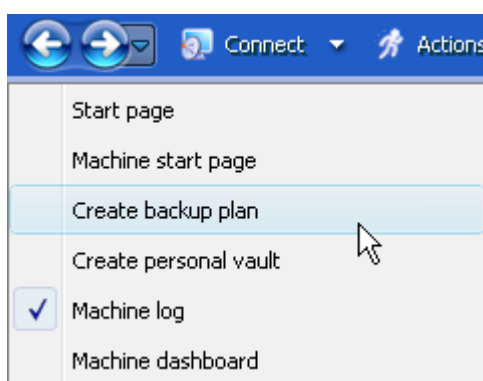 Connect Actions
Start page
Machine start page
Create backup plan
Create personal vault
Machine log
Machine dashboard